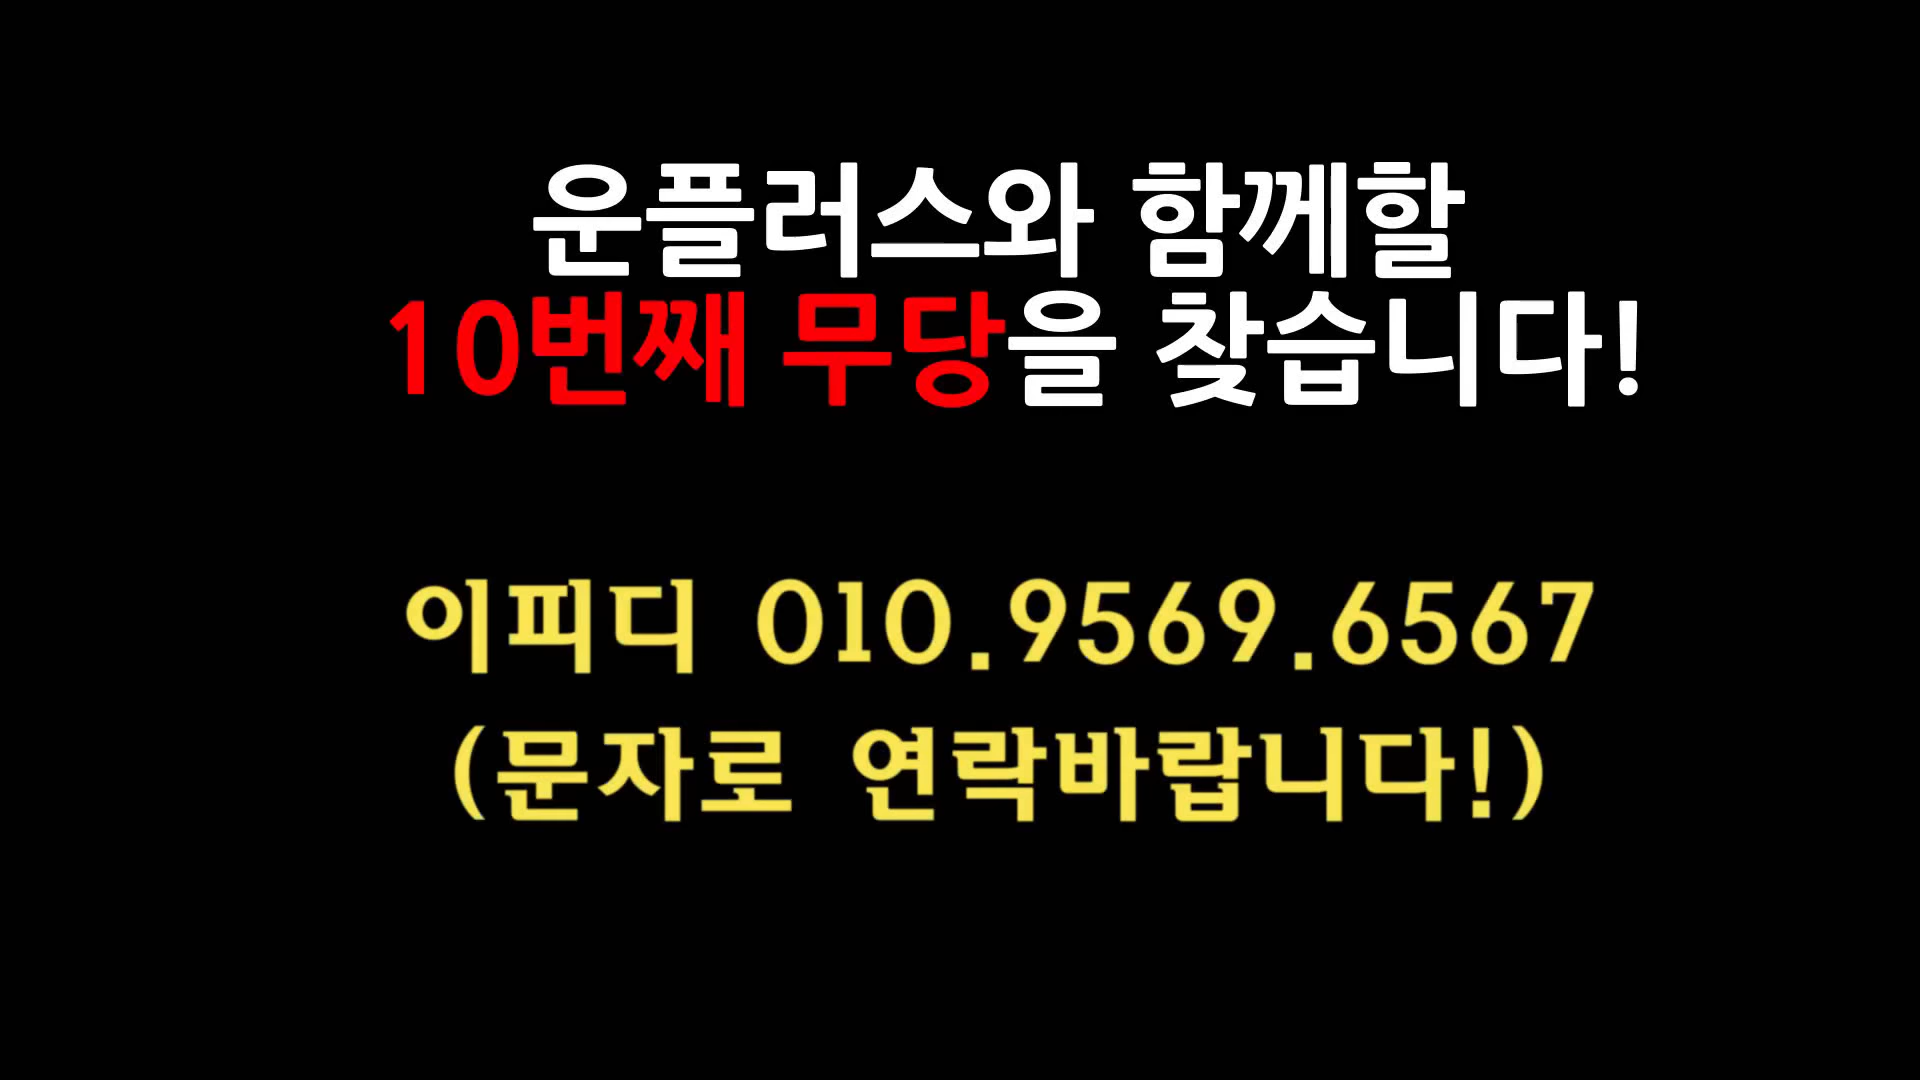 운플러스와 함께할
10번째 무당을 찾습니다!
이피디 010.9569.6567
(문자로 연락바랍니다!)